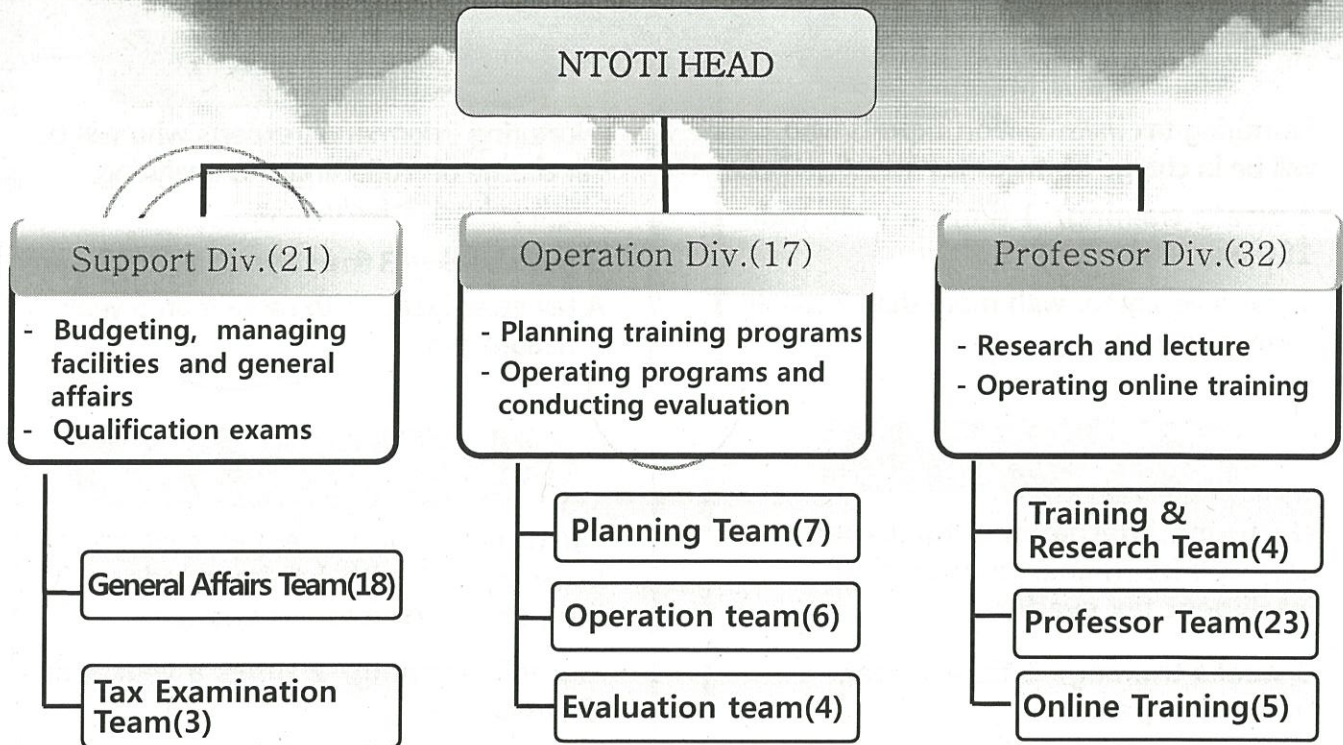 NTOTI HEAD
Support Div.(21)
- Budgeting, managing
facilities and general
affairs
- Qualification exams
General Affairs Team(18)
Tax Examination
Team(3)
Operation Div.(17)
- Planning training programs
- Operating programs and
conducting evaluation
Planning Team(7)
Operation team(6)
Evaluation team(4)
Professor Div.(32)
- Research and lecture
- Operating online training
Training &
Research Team(4)
Professor Team(23)
Online Training(5)